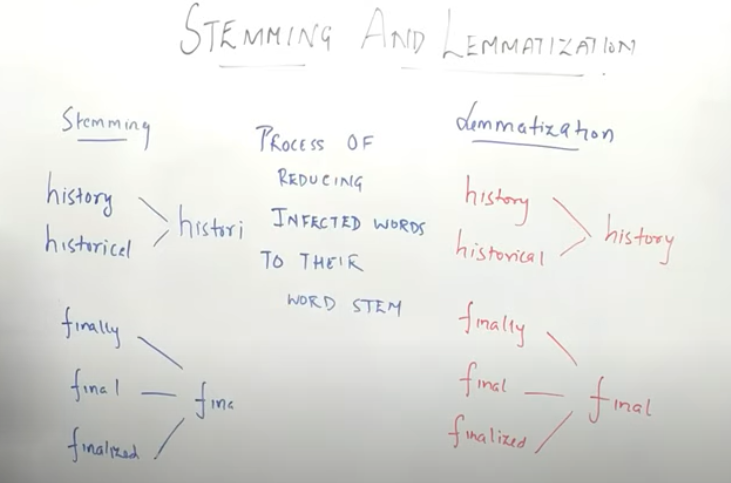 STEMMING AND LEMMATIZATION
Stemming
history
historicel
histori
finally
final
finalized
fina
PROCESS OF
REDUCING
INFECTED WORDS
TO THEIR
WORD STEM
Lemmatization
history
historical
history
finally
final
finalized
final